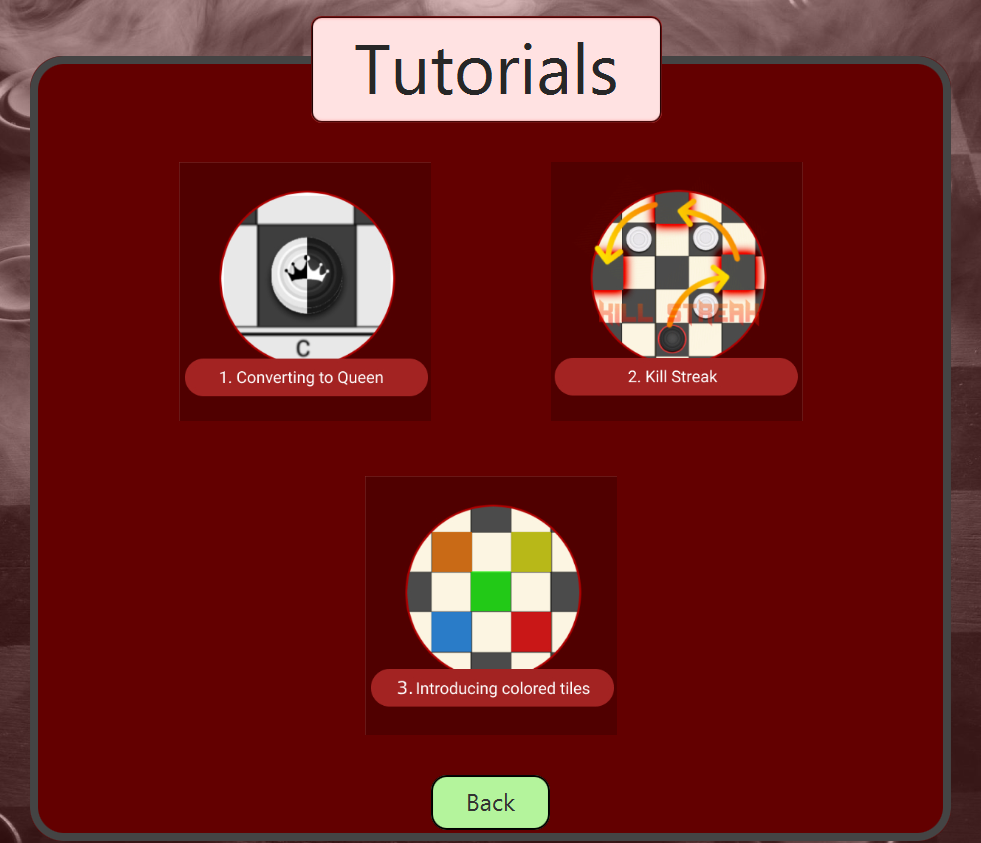 Tutorials
C
1. Converting to Queen
KILL STREAK
2. Kill Streak
3. Introducing colored tiles
Back